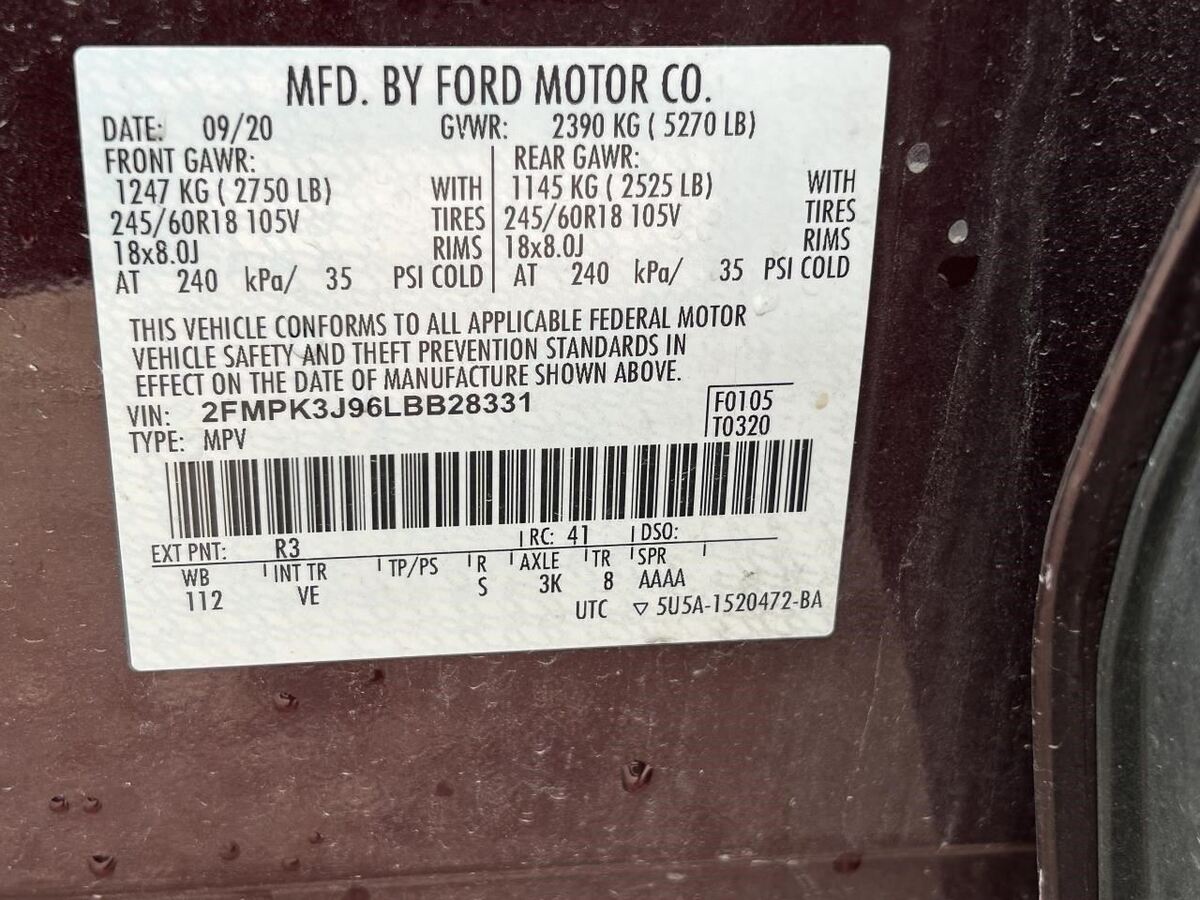 MFD. BY FORD MOTOR CO.
DATE: 09/20 GVWR: 2390 KG ( 5270 LB)
FRONT GAWR: REAR GAWR:
1247 KG ( 2750 LB) WITH 1145 KG ( 2525 LB) WITH
245/60R18 105V TIRES 245/60R18 105V TIRES
18x8.0J RIMS 18x8.0J RIMS
AT 240 kPa/ 35 PSI COLD AT 240 kPa/ 35 PSI COLD
THIS VEHICLE CONFORMS TO ALL APPLICABLE FEDERAL MOTOR
VEHICLE SAFETY AND THEFT PREVENTION STANDARDS IN
EFFECT ON THE DATE OF MANUFACTURE SHOWN ABOVE.
VIN: 2FMPK3J96LBB28331 F0105
TYPE: MPV T0320
EXT PNT: R3 RC: 41 DSO:
WB INT TR TP/PS R AXLE TR SPR
112 VE S 3K 8 AAAA
UTC ▽ 5U5A-1520472-BA